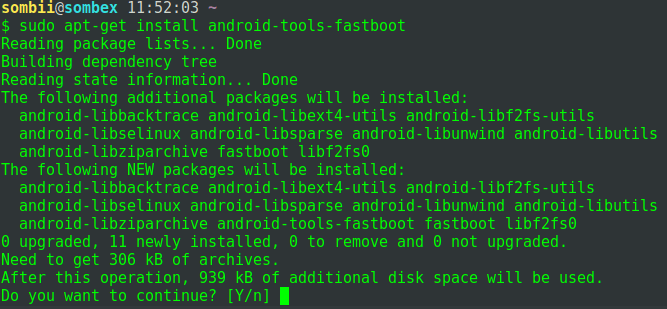 sombii@sombex 11:52:03 ~
$ sudo apt-get install android-tools-fastboot
Reading package lists... Done
Building dependency tree
Reading state information... Done
The following additional packages will be installed:
  android-libbacktrace android-libext4-utils android-libf2fs-utils
  android-libselinux android-libsparse android-libunwind android-libutils
  android-libziparchive fastboot libf2fs0
The following NEW packages will be installed:
  android-libbacktrace android-libext4-utils android-libf2fs-utils
  android-libselinux android-libsparse android-libunwind android-libutils
  android-libziparchive android-tools-fastboot fastboot libf2fs0
0 upgraded, 11 newly installed, 0 to remove and 0 not upgraded.
Need to get 306 kB of archives.
After this operation, 939 kB of additional disk space will be used.
Do you want to continue? [Y/n]